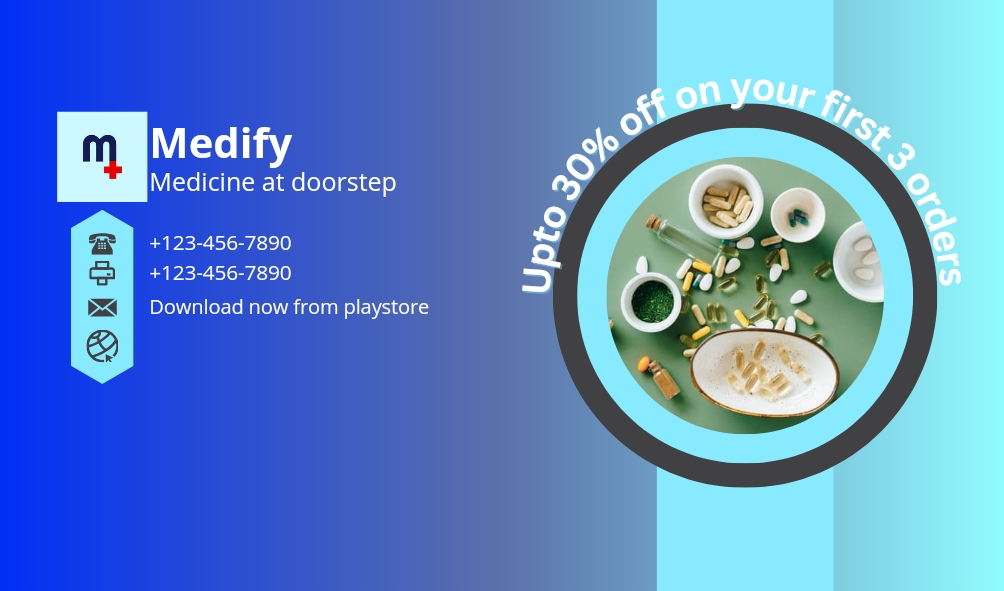 m
Medify
Medicine at doorstep
+123-456-7890
+123-456-7890
Download now from playstore
Upto 30% off on your first 3 orders